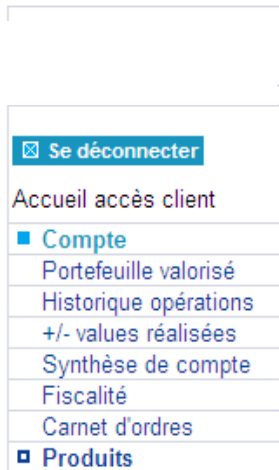 Se déconnecter
Accueil accès client
Compte
Portefeuille valorisé
Historique opérations
+/- values réalisées
Synthèse de compte
Fiscalité
Carnet d'ordres
Produits